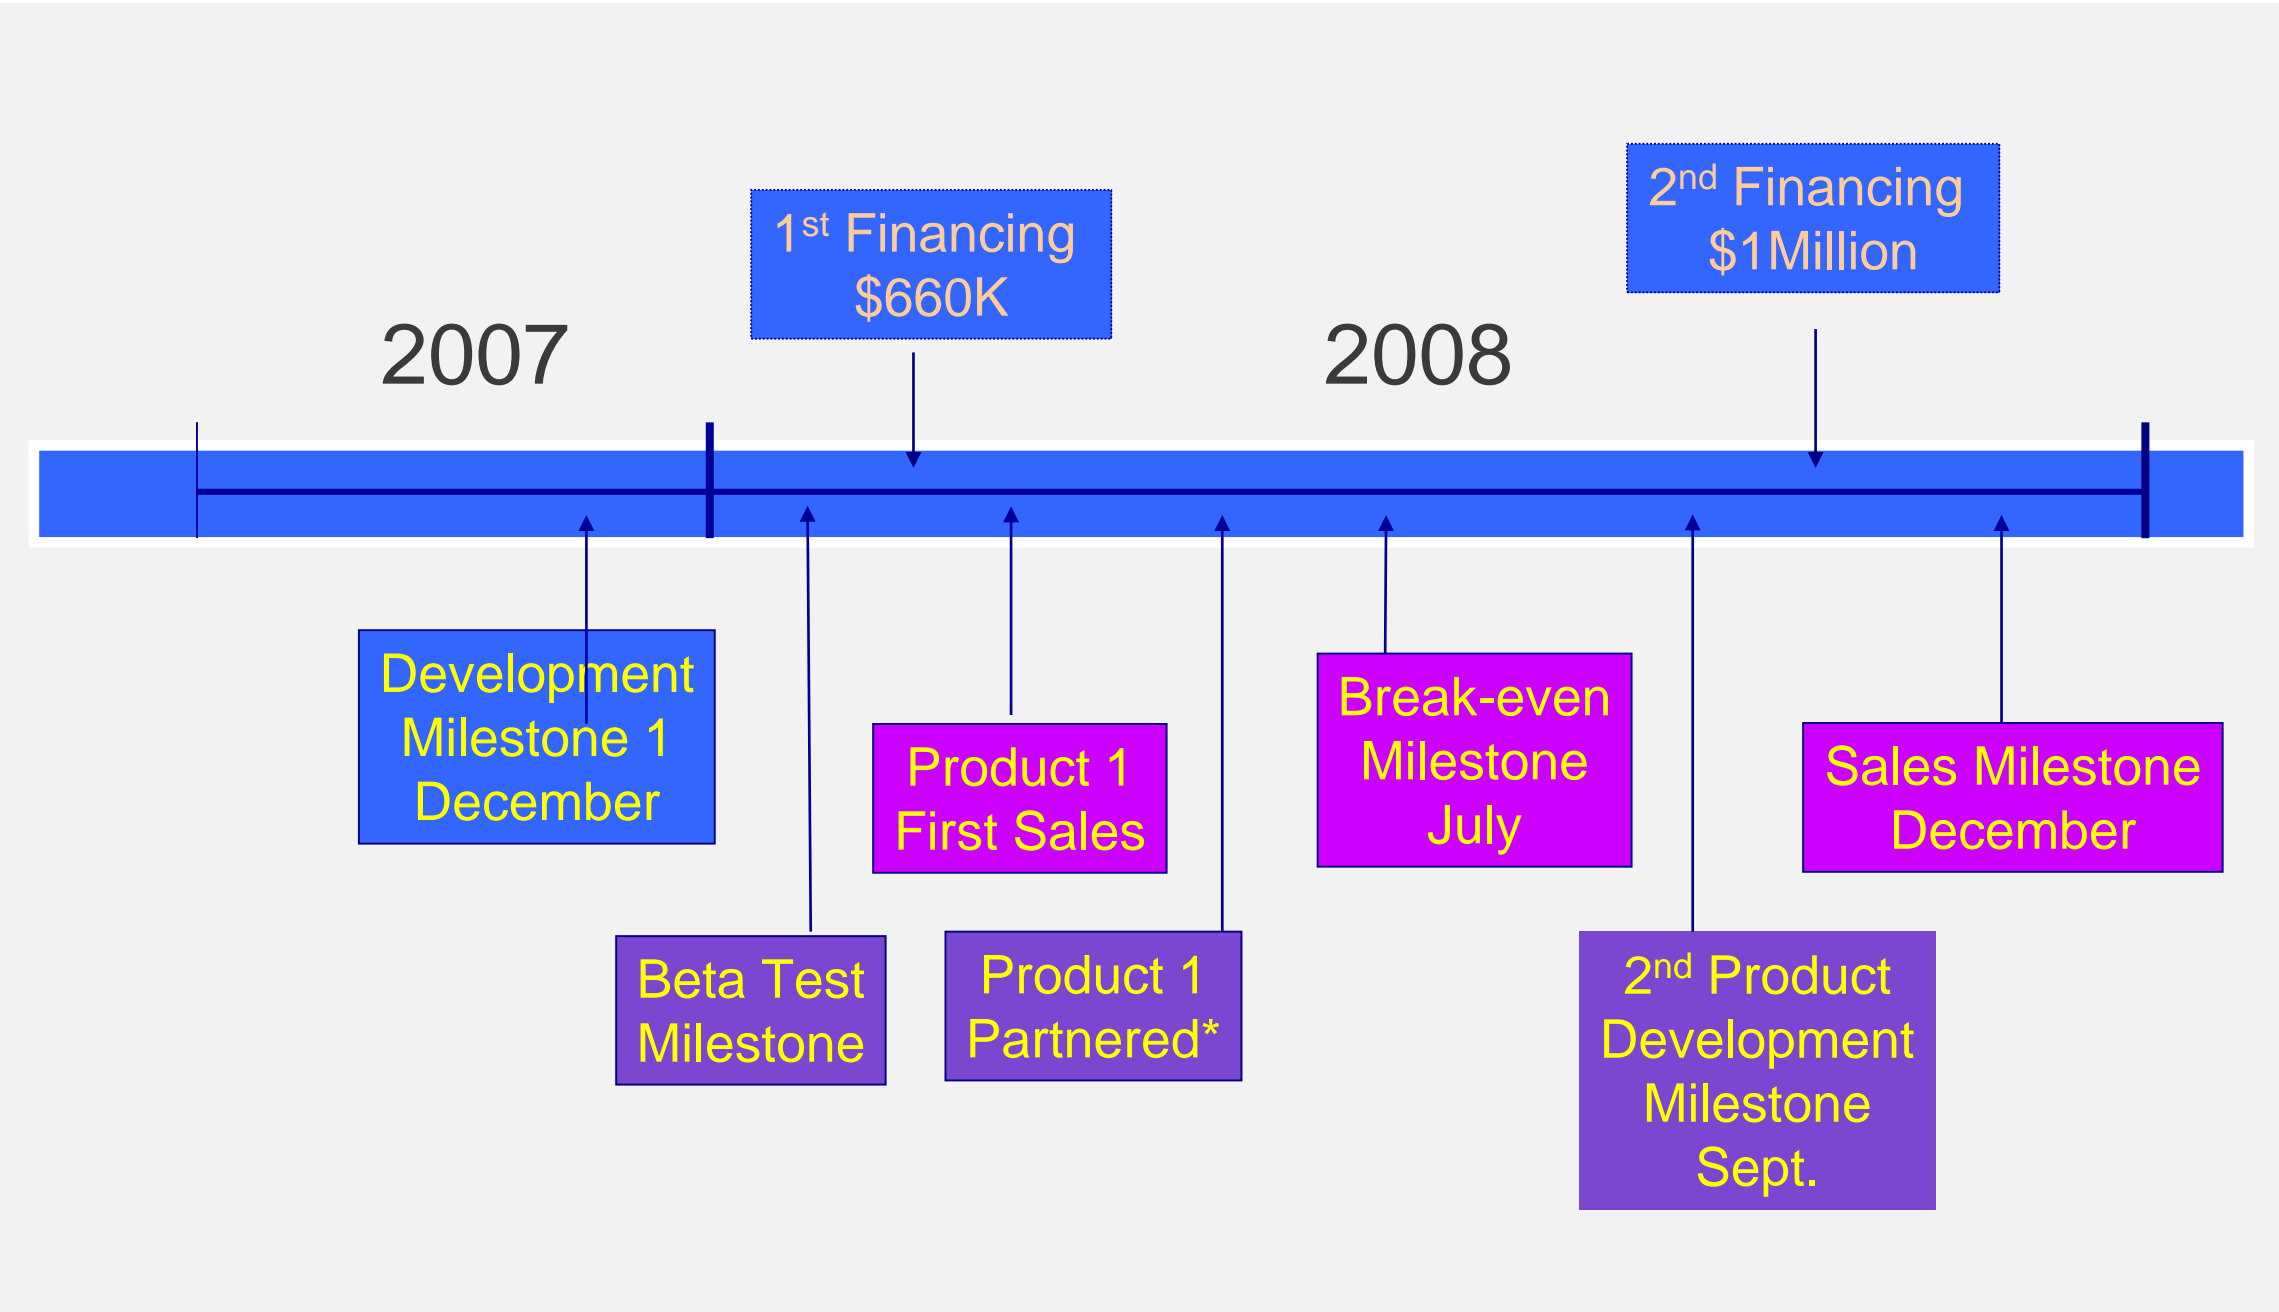 2nd Financing
$1Million
1st Financing
$660K
2007
2008
Development
Milestone 1
December
Break-even
Milestone
July
Product 1
First Sales
Sales Milestone
December
Beta Test
Milestone
Product 1
Partnered*
2nd Product
Development
Milestone
Sept.